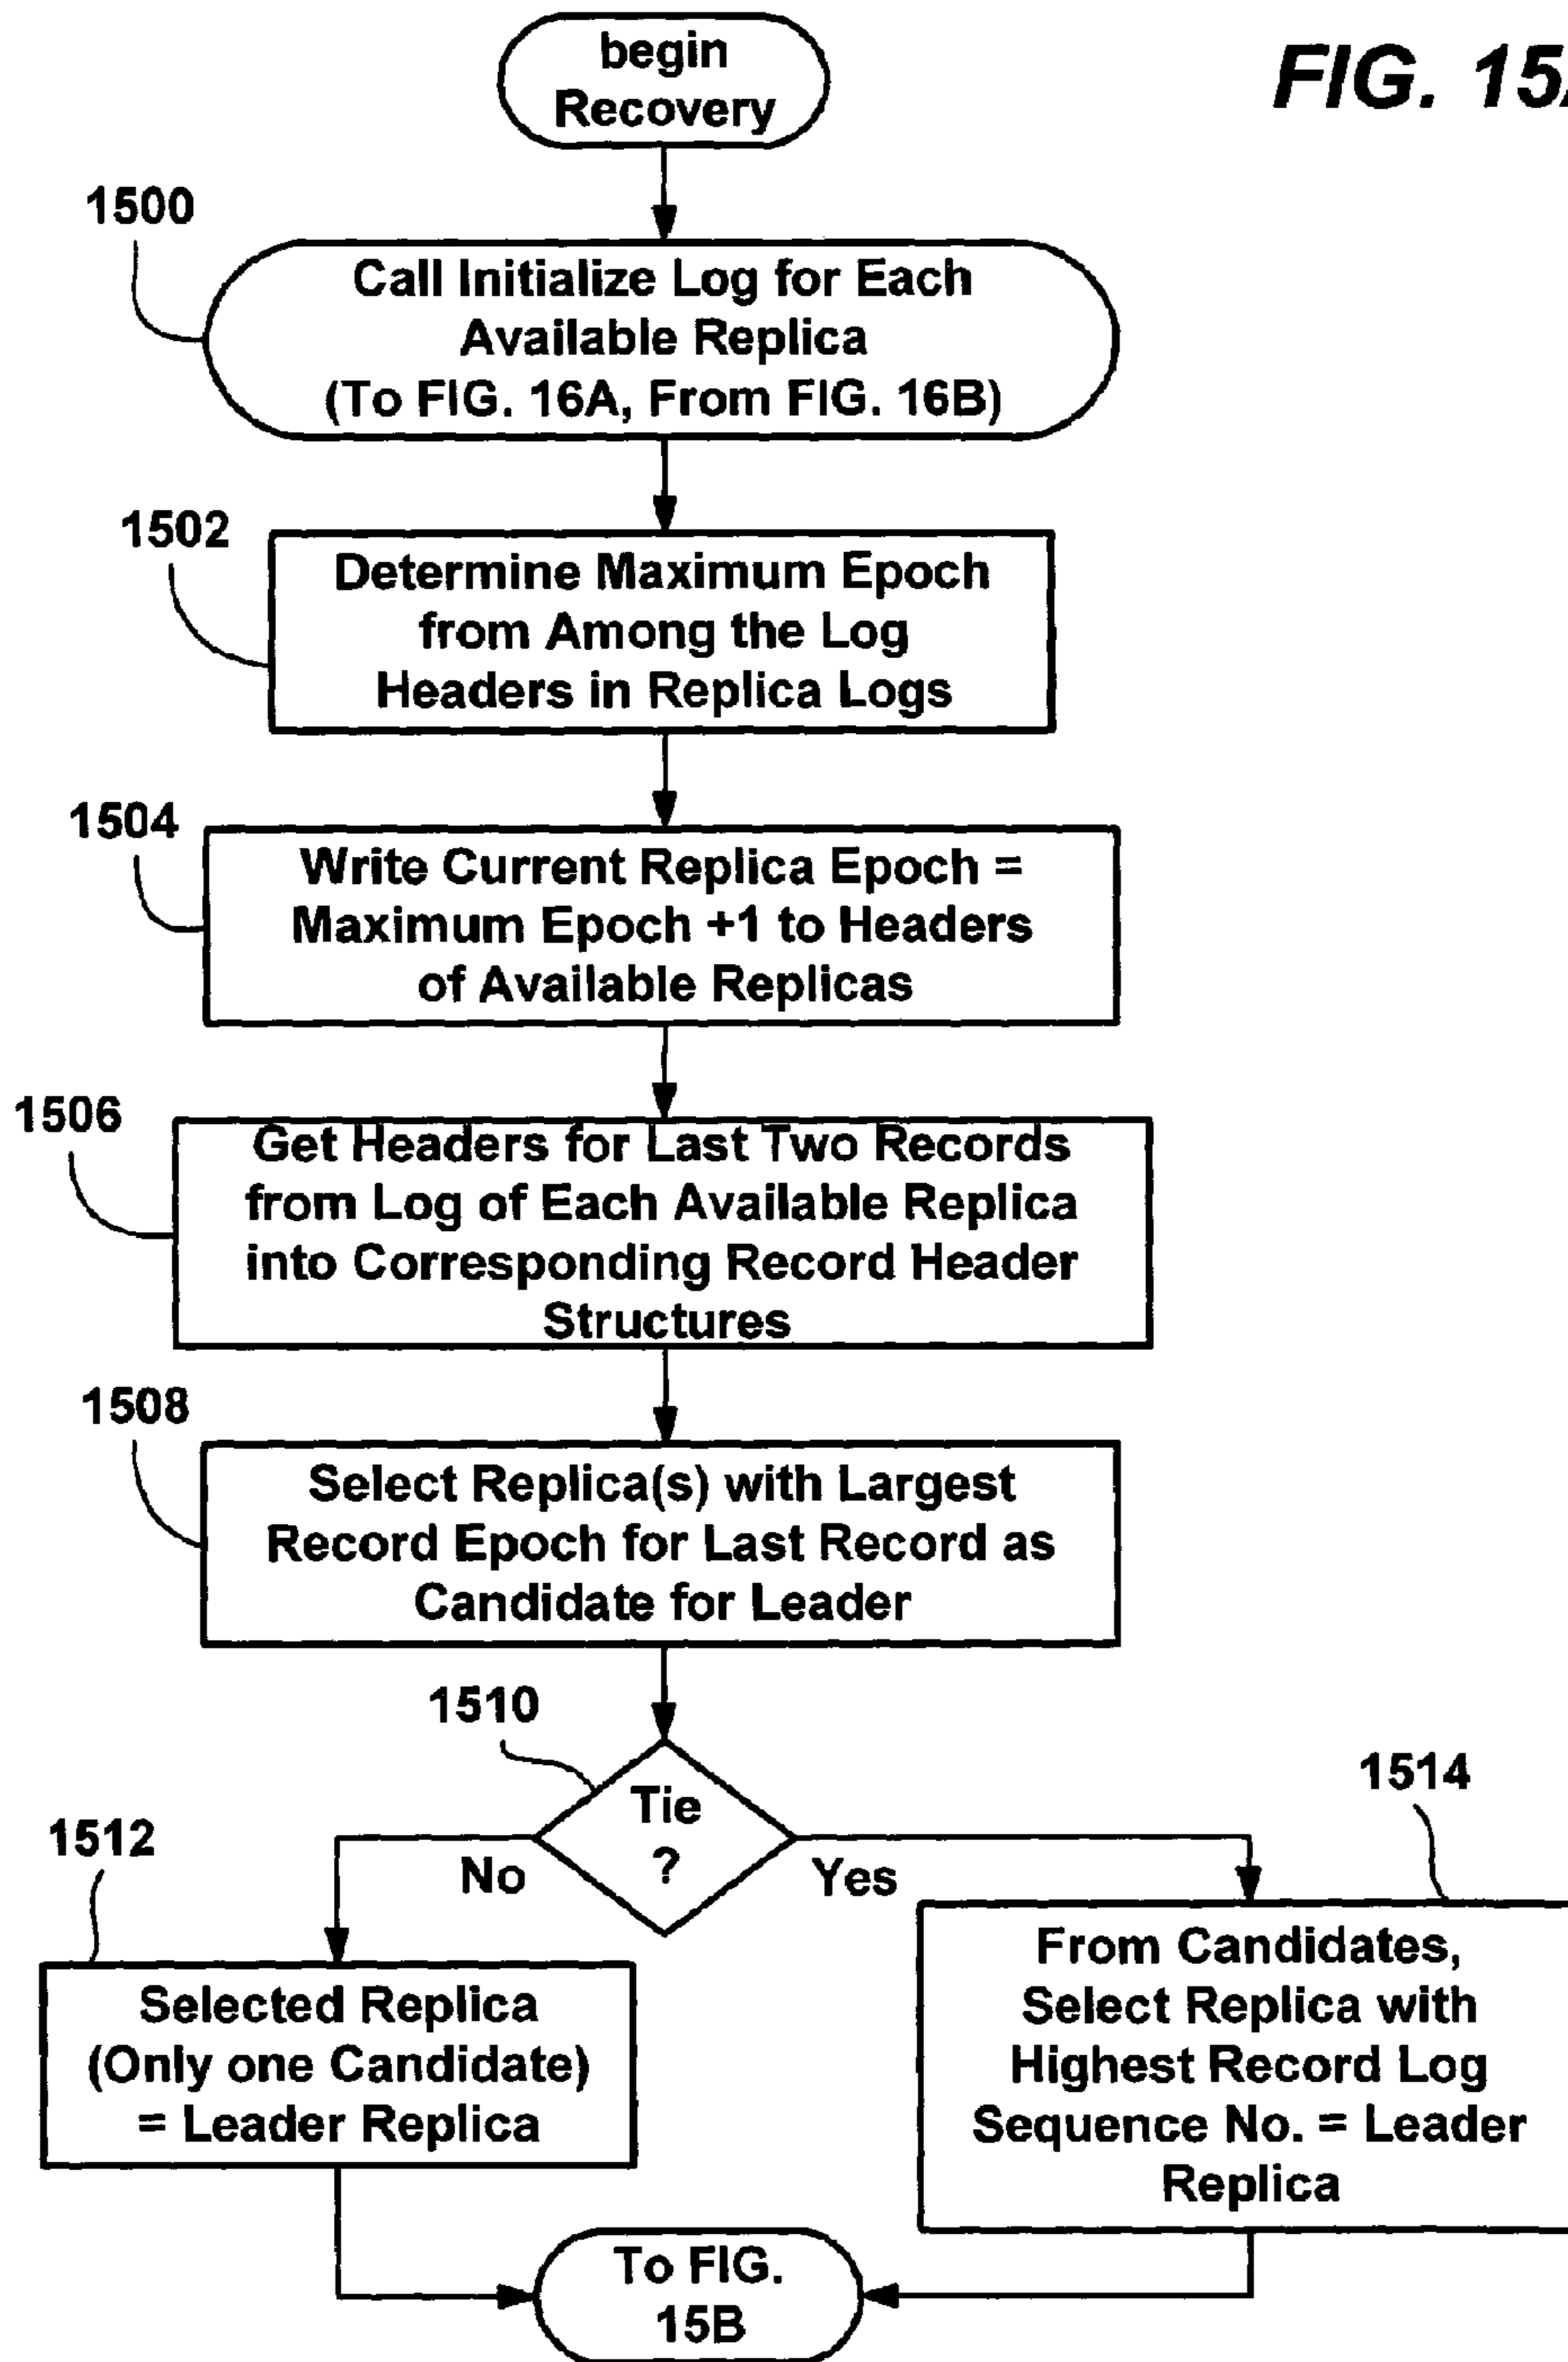 FIG. 15A
begin
Recovery
1500
Call Initialize Log for Each
Available Replica
(To FIG. 16A, From FIG. 16B)
1502
Determine Maximum Epoch
from Among the Log
Headers in Replica Logs
1504
Write Current Replica Epoch =
Maximum Epoch +1 to Headers
of Available Replicas
1506
Get Headers for Last Two Records
from Log of Each Available Replica
into Corresponding Record Header
Structures
1508
Select Replica(s) with Largest
Record Epoch for Last Record as
Candidate for Leader
1510
Tie
?
No
Yes
1512
Selected Replica
(Only one Candidate)
= Leader Replica
1514
From Candidates,
Select Replica with
Highest Record Log
Sequence No. = Leader
Replica
To FIG.
15B